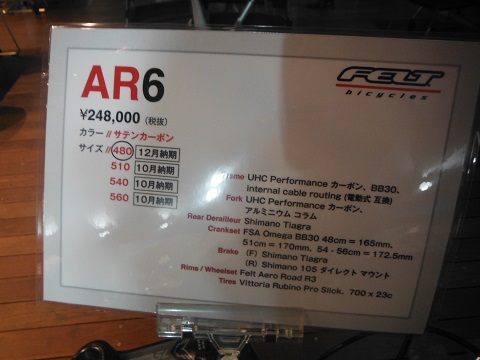 AR6
FELT
bicycles
¥248,000 (税抜)
カラー // サテンカーボン
サイズ // 480 12月納期
510 10月納期
540 10月納期
560 10月納期
ame UHC Performance カーボン、BB30、
internal cable routing (電動式 互換)
Fork UHC Performance カーボン、
アルミニウム コラム
Rear Derailleur Shimano Tiagra
Crankset FSA Omega BB30 48cm = 165mm、
51cm = 170mm、54 - 56cm = 172.5mm
Brake (F) Shimano Tiagra
(R) Shimano 105 ダイレクト マウント
Rims / Wheelset Felt Aero Road R3
Tires Vittoria Rubino Pro Slick、700 x 23c